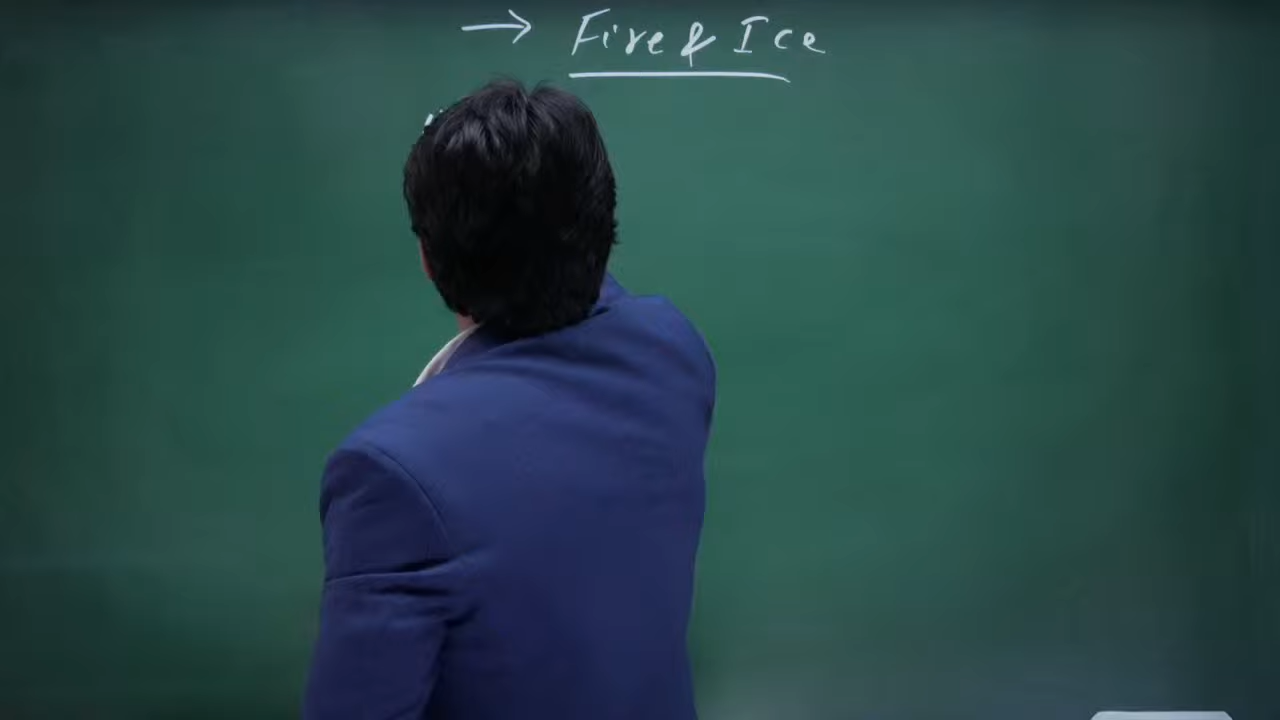 → Fire & Ice